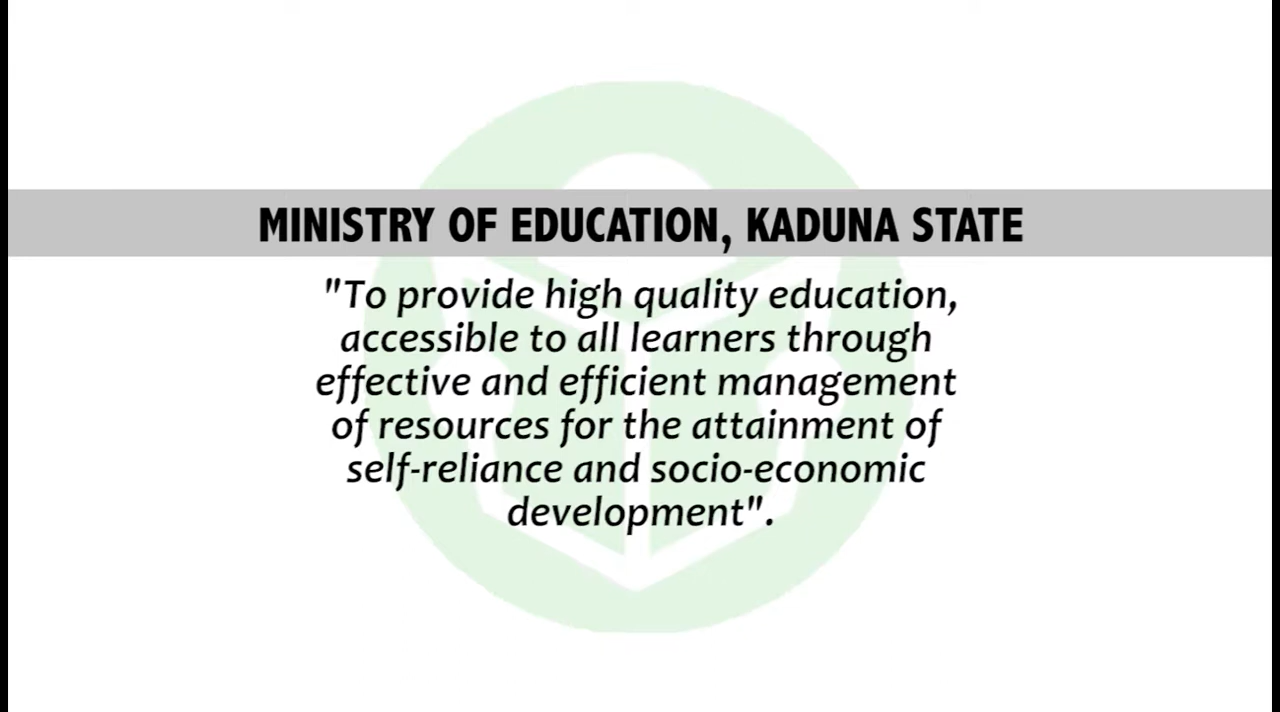 MINISTRY OF EDUCATION, KADUNA STATE
"To provide high quality education,
accessible to all learners through
effective and efficient management
of resources for the attainment of
self-reliance and socio-economic
development".